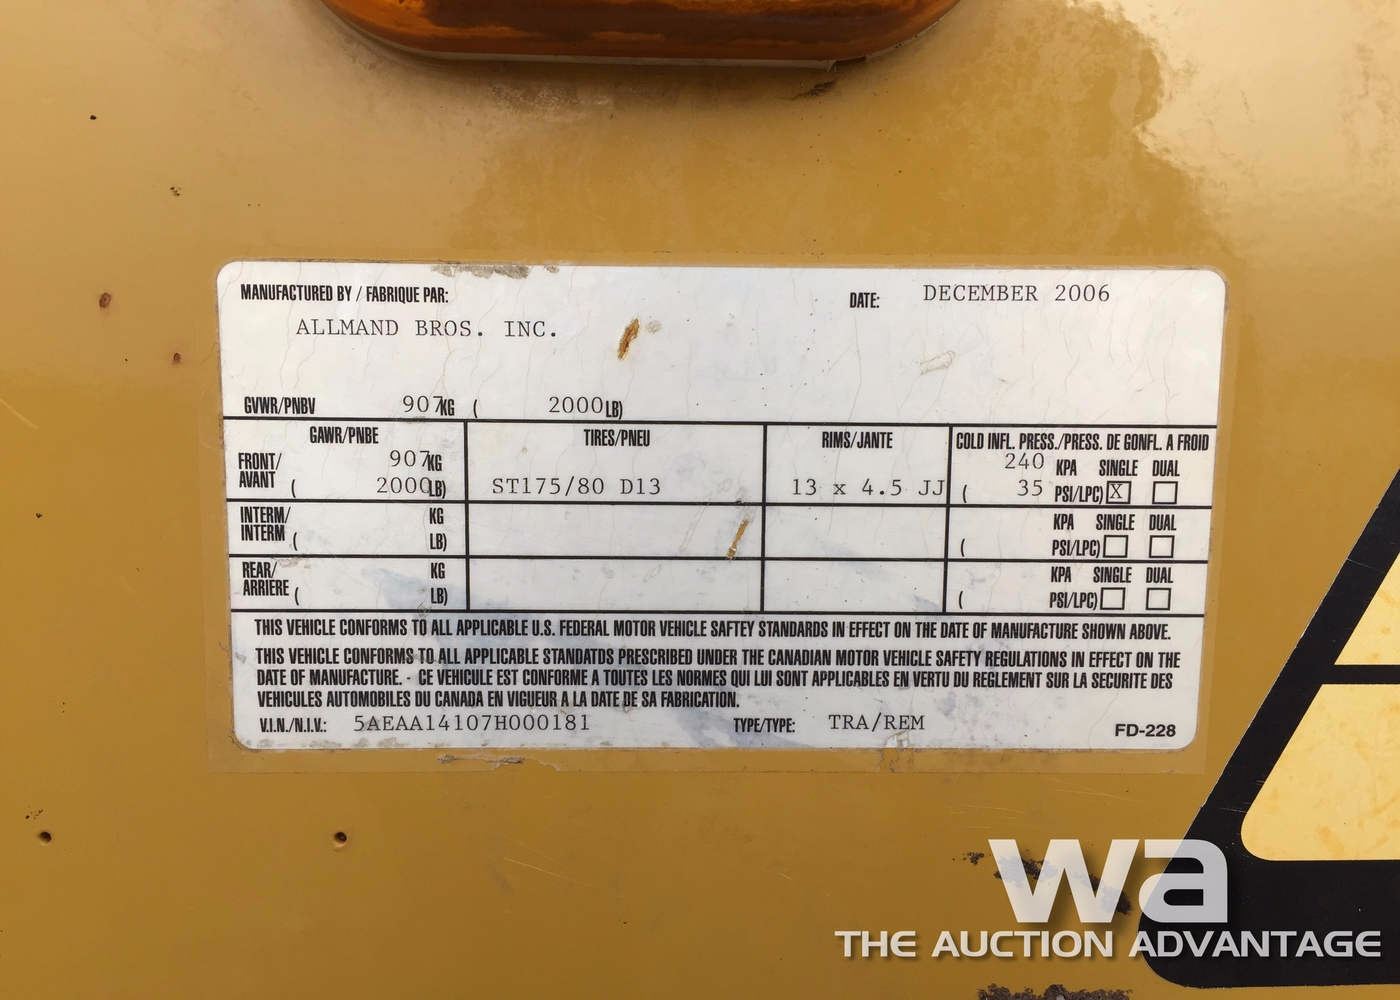 MANUFACTURED BY / FABRIQUE PAR: DATE: DECEMBER 2006
ALLMAND BROS. INC.
GVWR/PNBV 907 KG ( 2000 LB)
GAWR/PNBE TIRES/PNEU RIMS/JANTE COLD INFL. PRESS./PRESS. DE GONFL. A FROID
FRONT/ 907 KG 240 KPA SINGLE DUAL
AVANT ( 2000 LB) ST175/80 D13 13 x 4.5 JJ ( 35 PSI/LPC) X
INTERM/ KG KPA SINGLE DUAL
INTERM ( LB) ( PSI/LPC)
REAR/ KG KPA SINGLE DUAL
ARRIERE ( LB) ( PSI/LPC)
THIS VEHICLE CONFORMS TO ALL APPLICABLE U.S. FEDERAL MOTOR VEHICLE SAFTEY STANDARDS IN EFFECT ON THE DATE OF MANUFACTURE SHOWN ABOVE.
THIS VEHICLE CONFORMS TO ALL APPLICABLE STANDATDS PRESCRIBED UNDER THE CANADIAN MOTOR VEHICLE SAFETY REGULATIONS IN EFFECT ON THE
DATE OF MANUFACTURE. - CE VEHICULE EST CONFORME A TOUTES LES NORMES QUI LUI SONT APPLICABLES EN VERTU DU REGLEMENT SUR LA SECURITE DES
VEHICULES AUTOMOBILES DU CANADA EN VIGUEUR A LA DATE DE SA FABRICATION.
V.I.N./N.I.V.: 5AEAA14107H000181 TYPE/TYPE: TRA/REM FD-228
wa
THE AUCTION ADVANTAGE